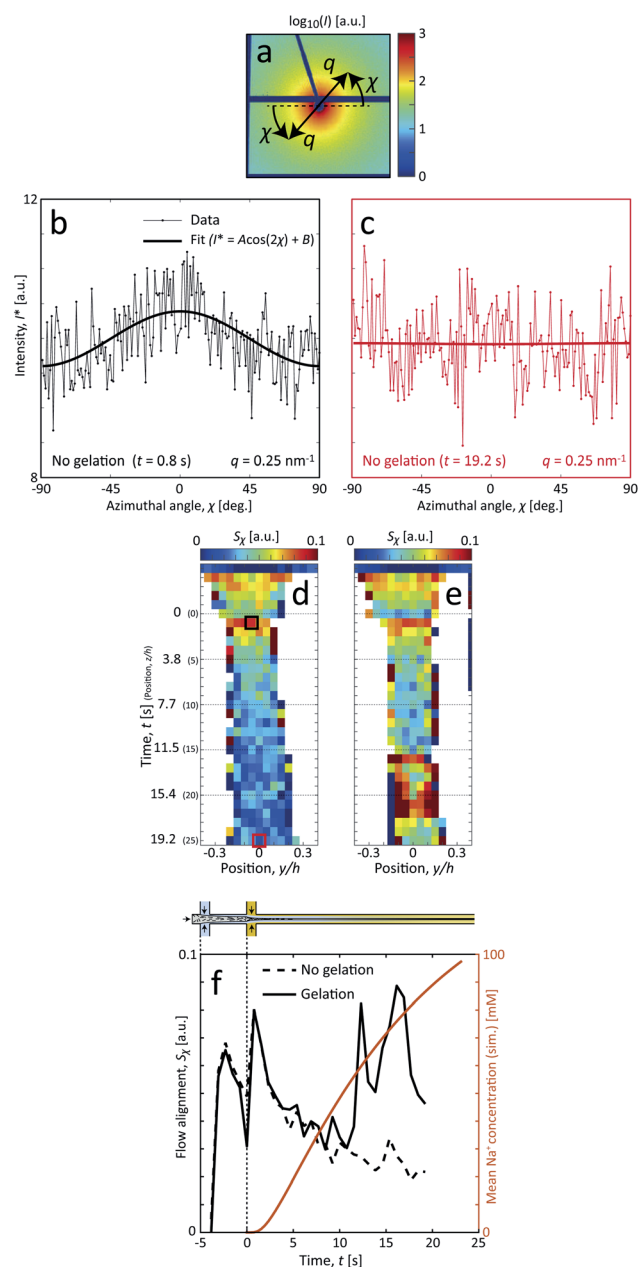 log10(I) [a.u.]
a
q
χ
χ
q
3
2
1
0
12
b
Data
Fit (I* = Acos(2χ) + B)
c
Intensity, I* [a.u.]
No gelation (t = 0.8 s) q = 0.25 nm-1
No gelation (t = 19.2 s) q = 0.25 nm-1
8
-90 -45 0 45 90
-90 -45 0 45 90
Azimuthal angle, χ [deg.]
Azimuthal angle, χ [deg.]
Sχ [a.u.]
0 0.1
Sχ [a.u.]
0 0.1
d
e
Time, t [s] (Position, z/h)
0 (0)
3.8 (5)
7.7 (10)
11.5 (15)
15.4 (20)
19.2 (25)
-0.3 0 0.3
-0.3 0 0.3
Position, y/h
Position, y/h
f
No gelation
Gelation
Flow alignment, Sχ [a.u.]
0.1
0
Mean Na+ concentration (sim.) [mM]
100
0
-5 0 5 10 15 20 25
Time, t [s]